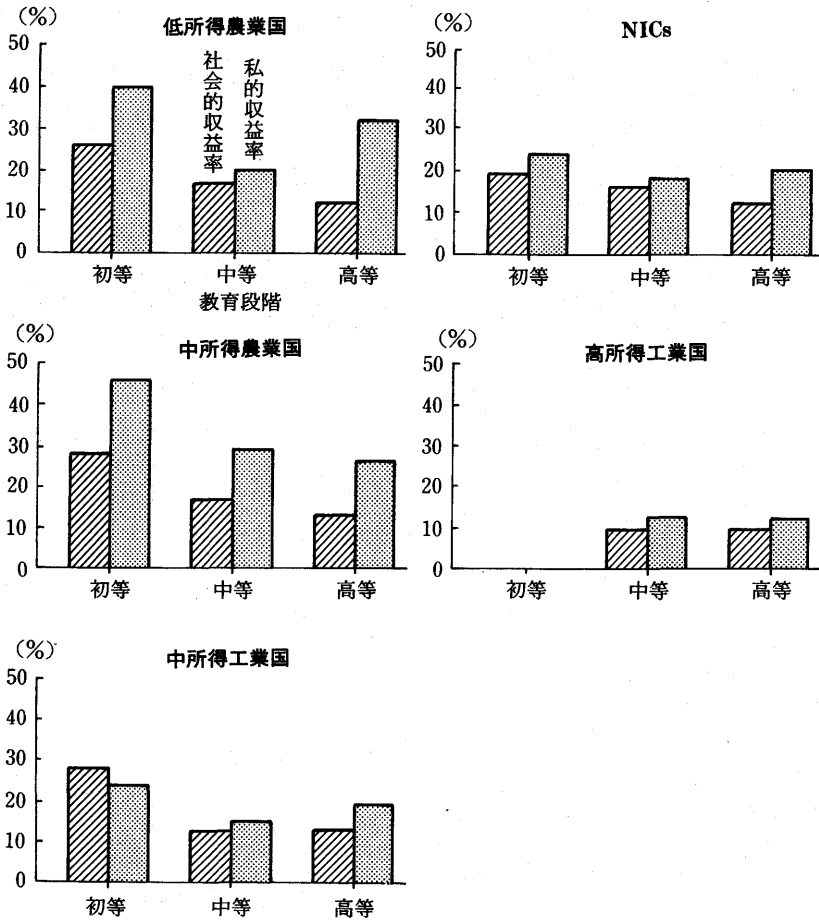 (%)
低所得農業国
50
40
30
20
10
0
社会的収益率
私的収益率
初等
中等
高等
教育段階
(%)
NICs
50
40
30
20
10
0
初等
中等
高等
(%)
中所得農業国
50
40
30
20
10
0
初等
中等
高等
(%)
高所得工業国
50
40
30
20
10
0
初等
中等
高等
(%)
中所得工業国
50
40
30
20
10
0
初等
中等
高等